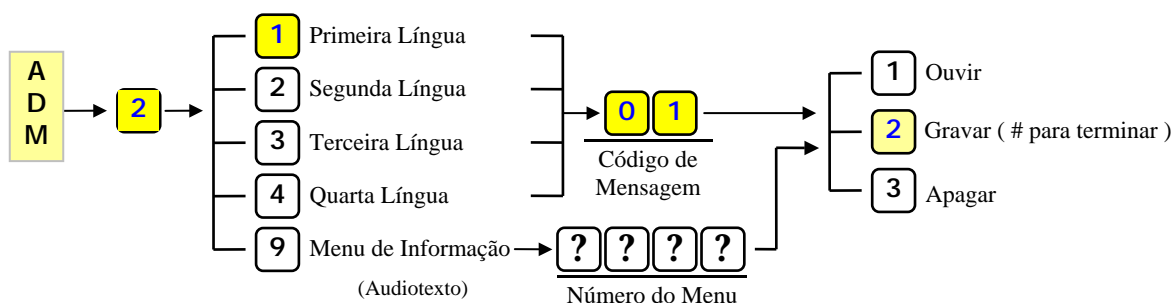 A
D
M
2
1 Primeira Língua
2 Segunda Língua
3 Terceira Língua
4 Quarta Língua
9 Menu de Informação
(Audiotexto)
0 1
Código de
Mensagem
? ? ? ?
Número do Menu
1 Ouvir
2 Gravar ( # para terminar )
3 Apagar